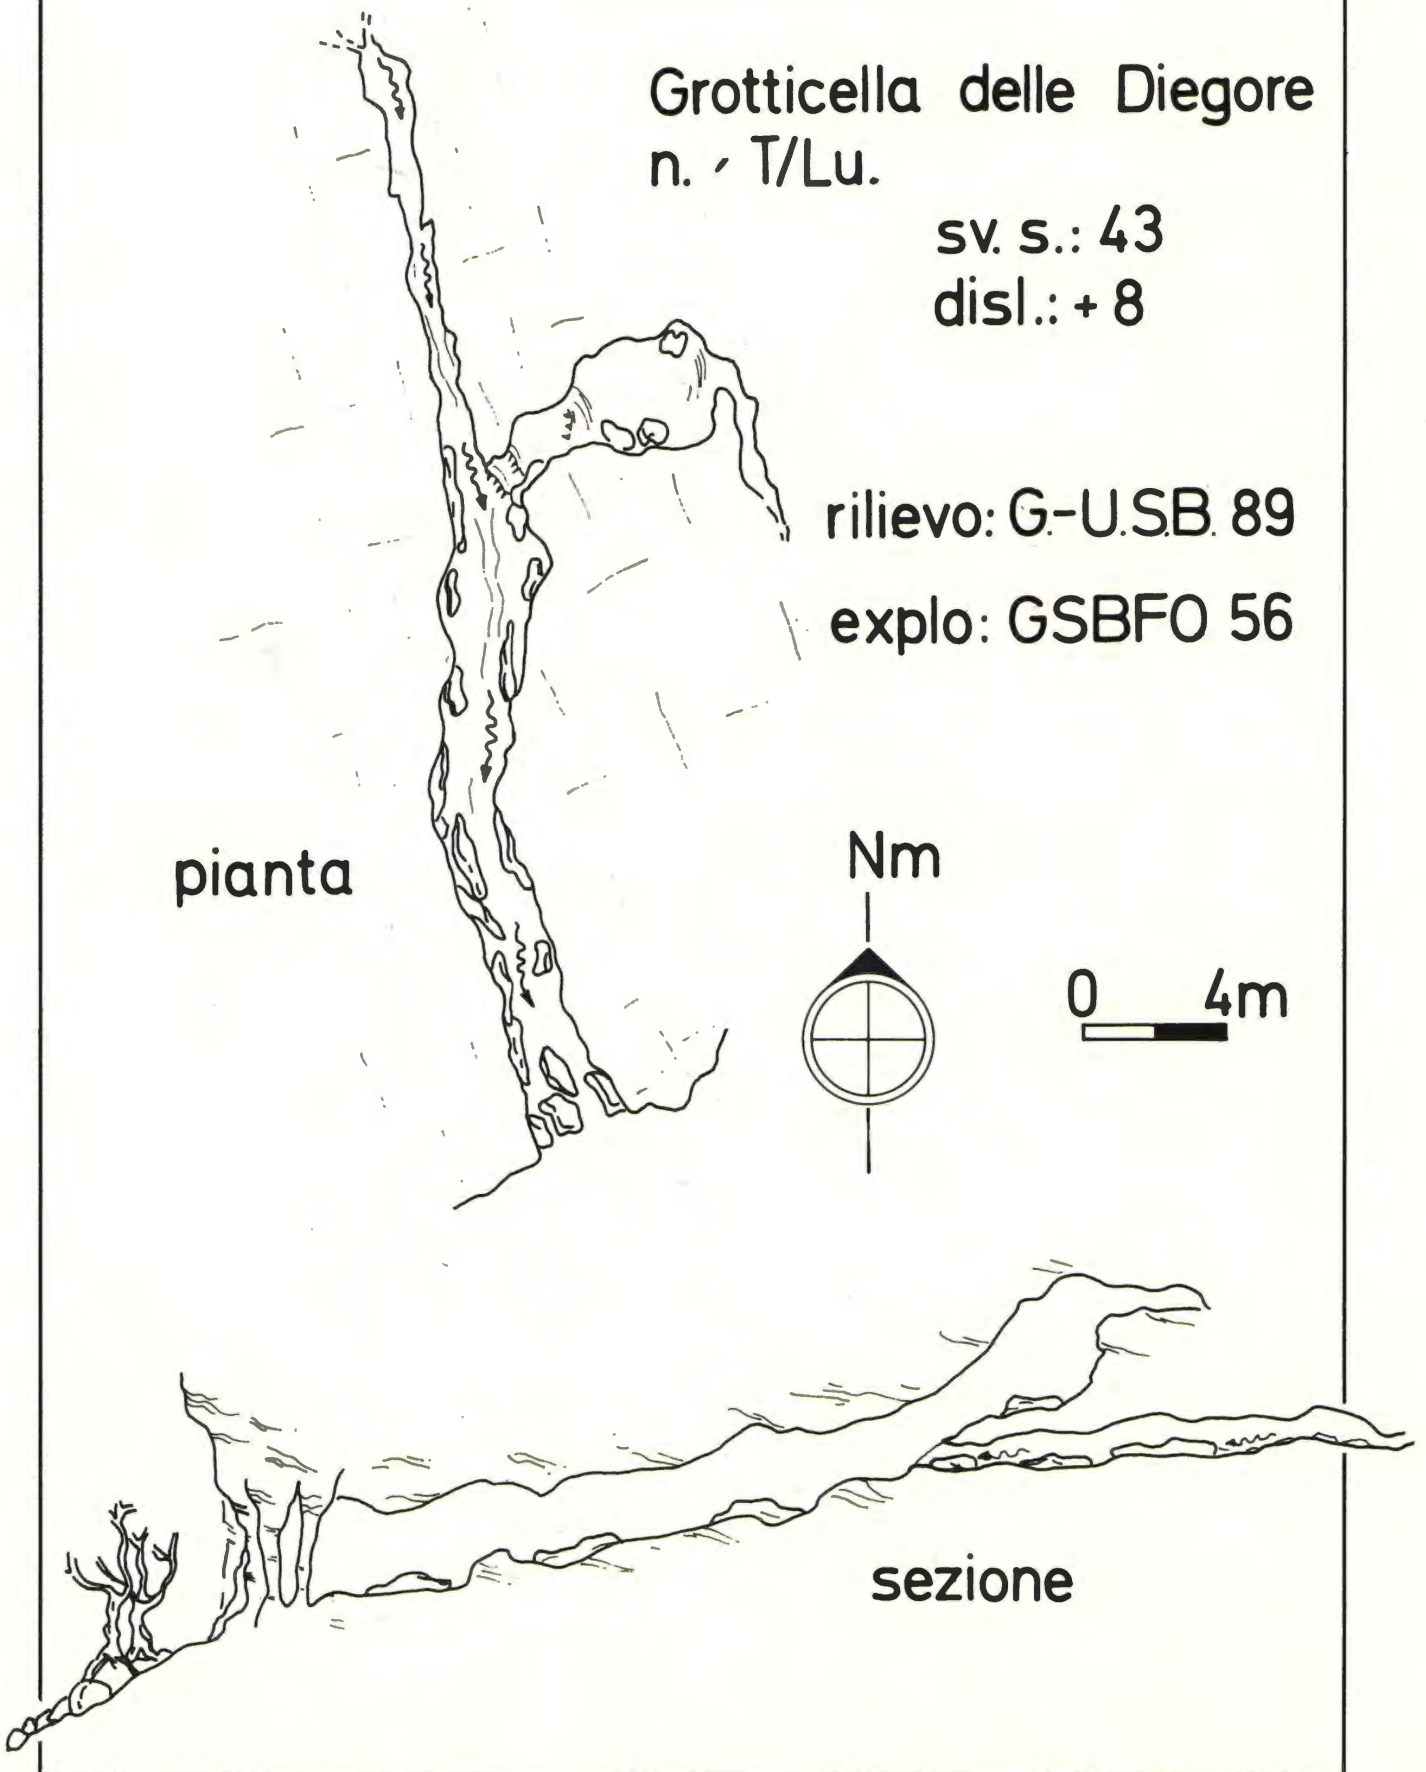 Grotticella delle Diegore
n. - T/Lu.
sv. s.: 43
disl.: + 8
rilievo: G.-U.S.B. 89
explo: GSBFO 56
pianta
Nm
0 4m
sezione